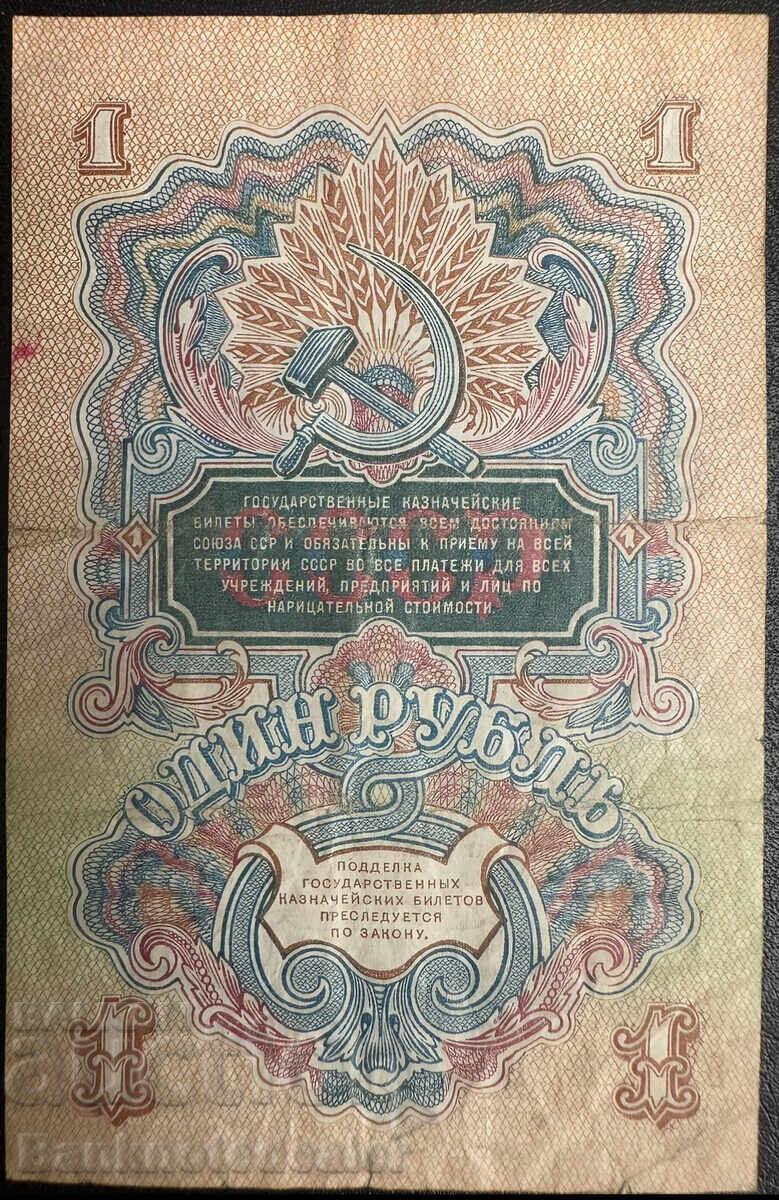 1 1
ГОСУДАРСТВЕННЫЕ КАЗНАЧЕЙСКИЕ
БИЛЕТЫ ОБЕСПЕЧИВАЮТСЯ ВСЕМ ДОСТОЯНИЕМ
СОЮЗА ССР И ОБЯЗАТЕЛЬНЫ К ПРИЕМУ НА ВСЕЙ
1 1
ТЕРРИТОРИИ СССР ВО ВСЕ ПЛАТЕЖИ ДЛЯ ВСЕХ
УЧРЕЖДЕНИЙ, ПРЕДПРИЯТИЙ И ЛИЦ ПО
НАРИЦАТЕЛЬНОЙ СТОИМОСТИ
СССР
ОДИН РУБЛЬ
ПОДДЕЛКА
ГОСУДАРСТВЕННЫХ
КАЗНАЧЕЙСКИХ БИЛЕТОВ
ПРЕСЛЕДУЕТСЯ
ПО ЗАКОНУ.
1 1